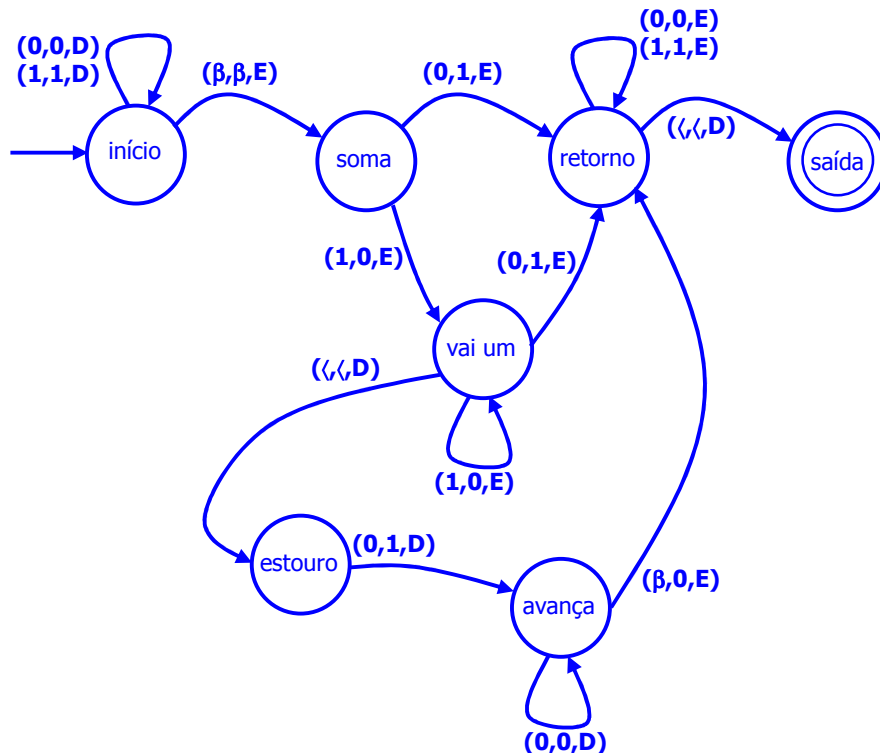 (0,0,D)
(1,1,D)
(β,β,E)
(0,1,E)
(0,0,E)
(1,1,E)
(⟨,⟨,D)
início
soma
retorno
saída
(1,0,E)
(0,1,E)
vai um
(⟨,⟨,D)
(1,0,E)
estouro
(0,1,D)
avança
(β,0,E)
(0,0,D)